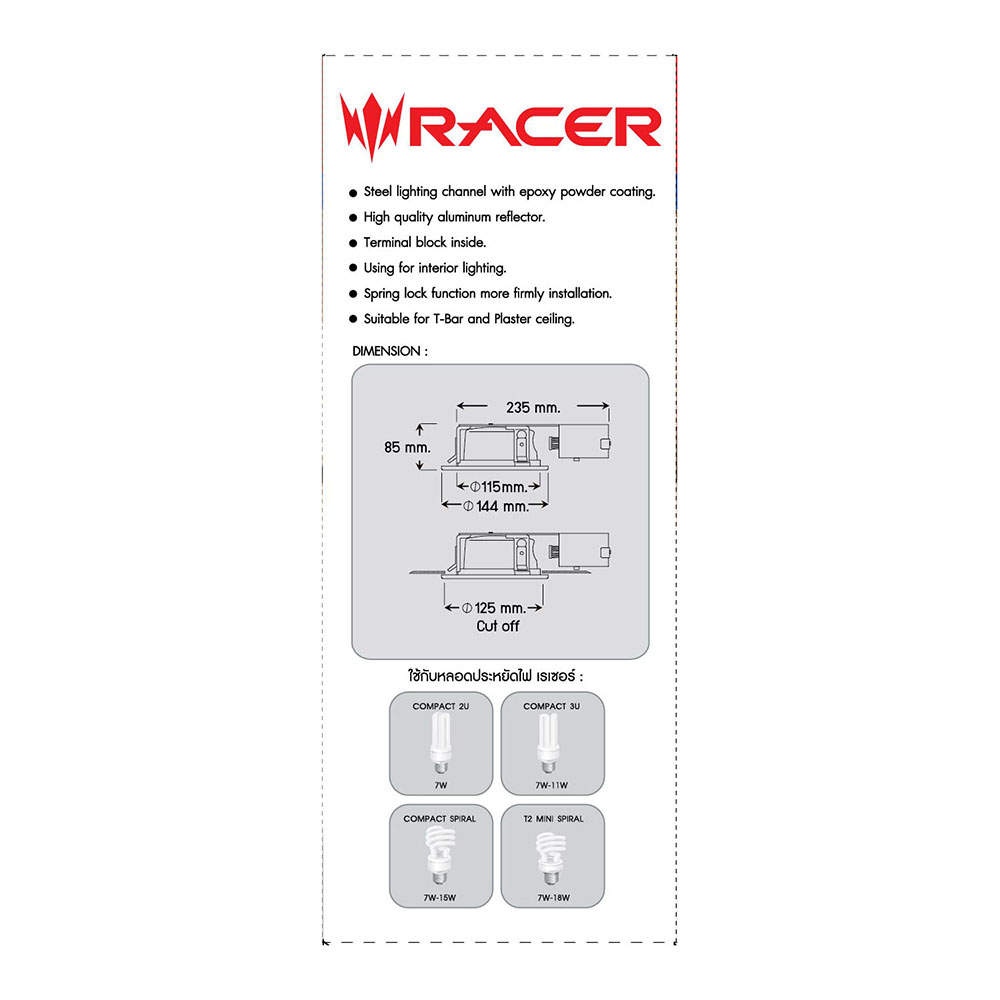 RACER
● Steel lighting channel with epoxy powder coating.
● High quality aluminum reflector.
● Terminal block inside.
● Using for interior lighting.
● Spring lock function more firmly installation.
● Suitable for T-Bar and Plaster ceiling.
DIMENSION :
235 mm.
85 mm.
∅115mm.
∅ 144 mm.
∅ 125 mm.
Cut off
ใช้กับหลอดประหยัดไฟ เรเซอร์ :
COMPACT 2U
7W
COMPACT 3U
7W-11W
COMPACT SPIRAL
7W-15W
T2 MINI SPIRAL
7W-18W